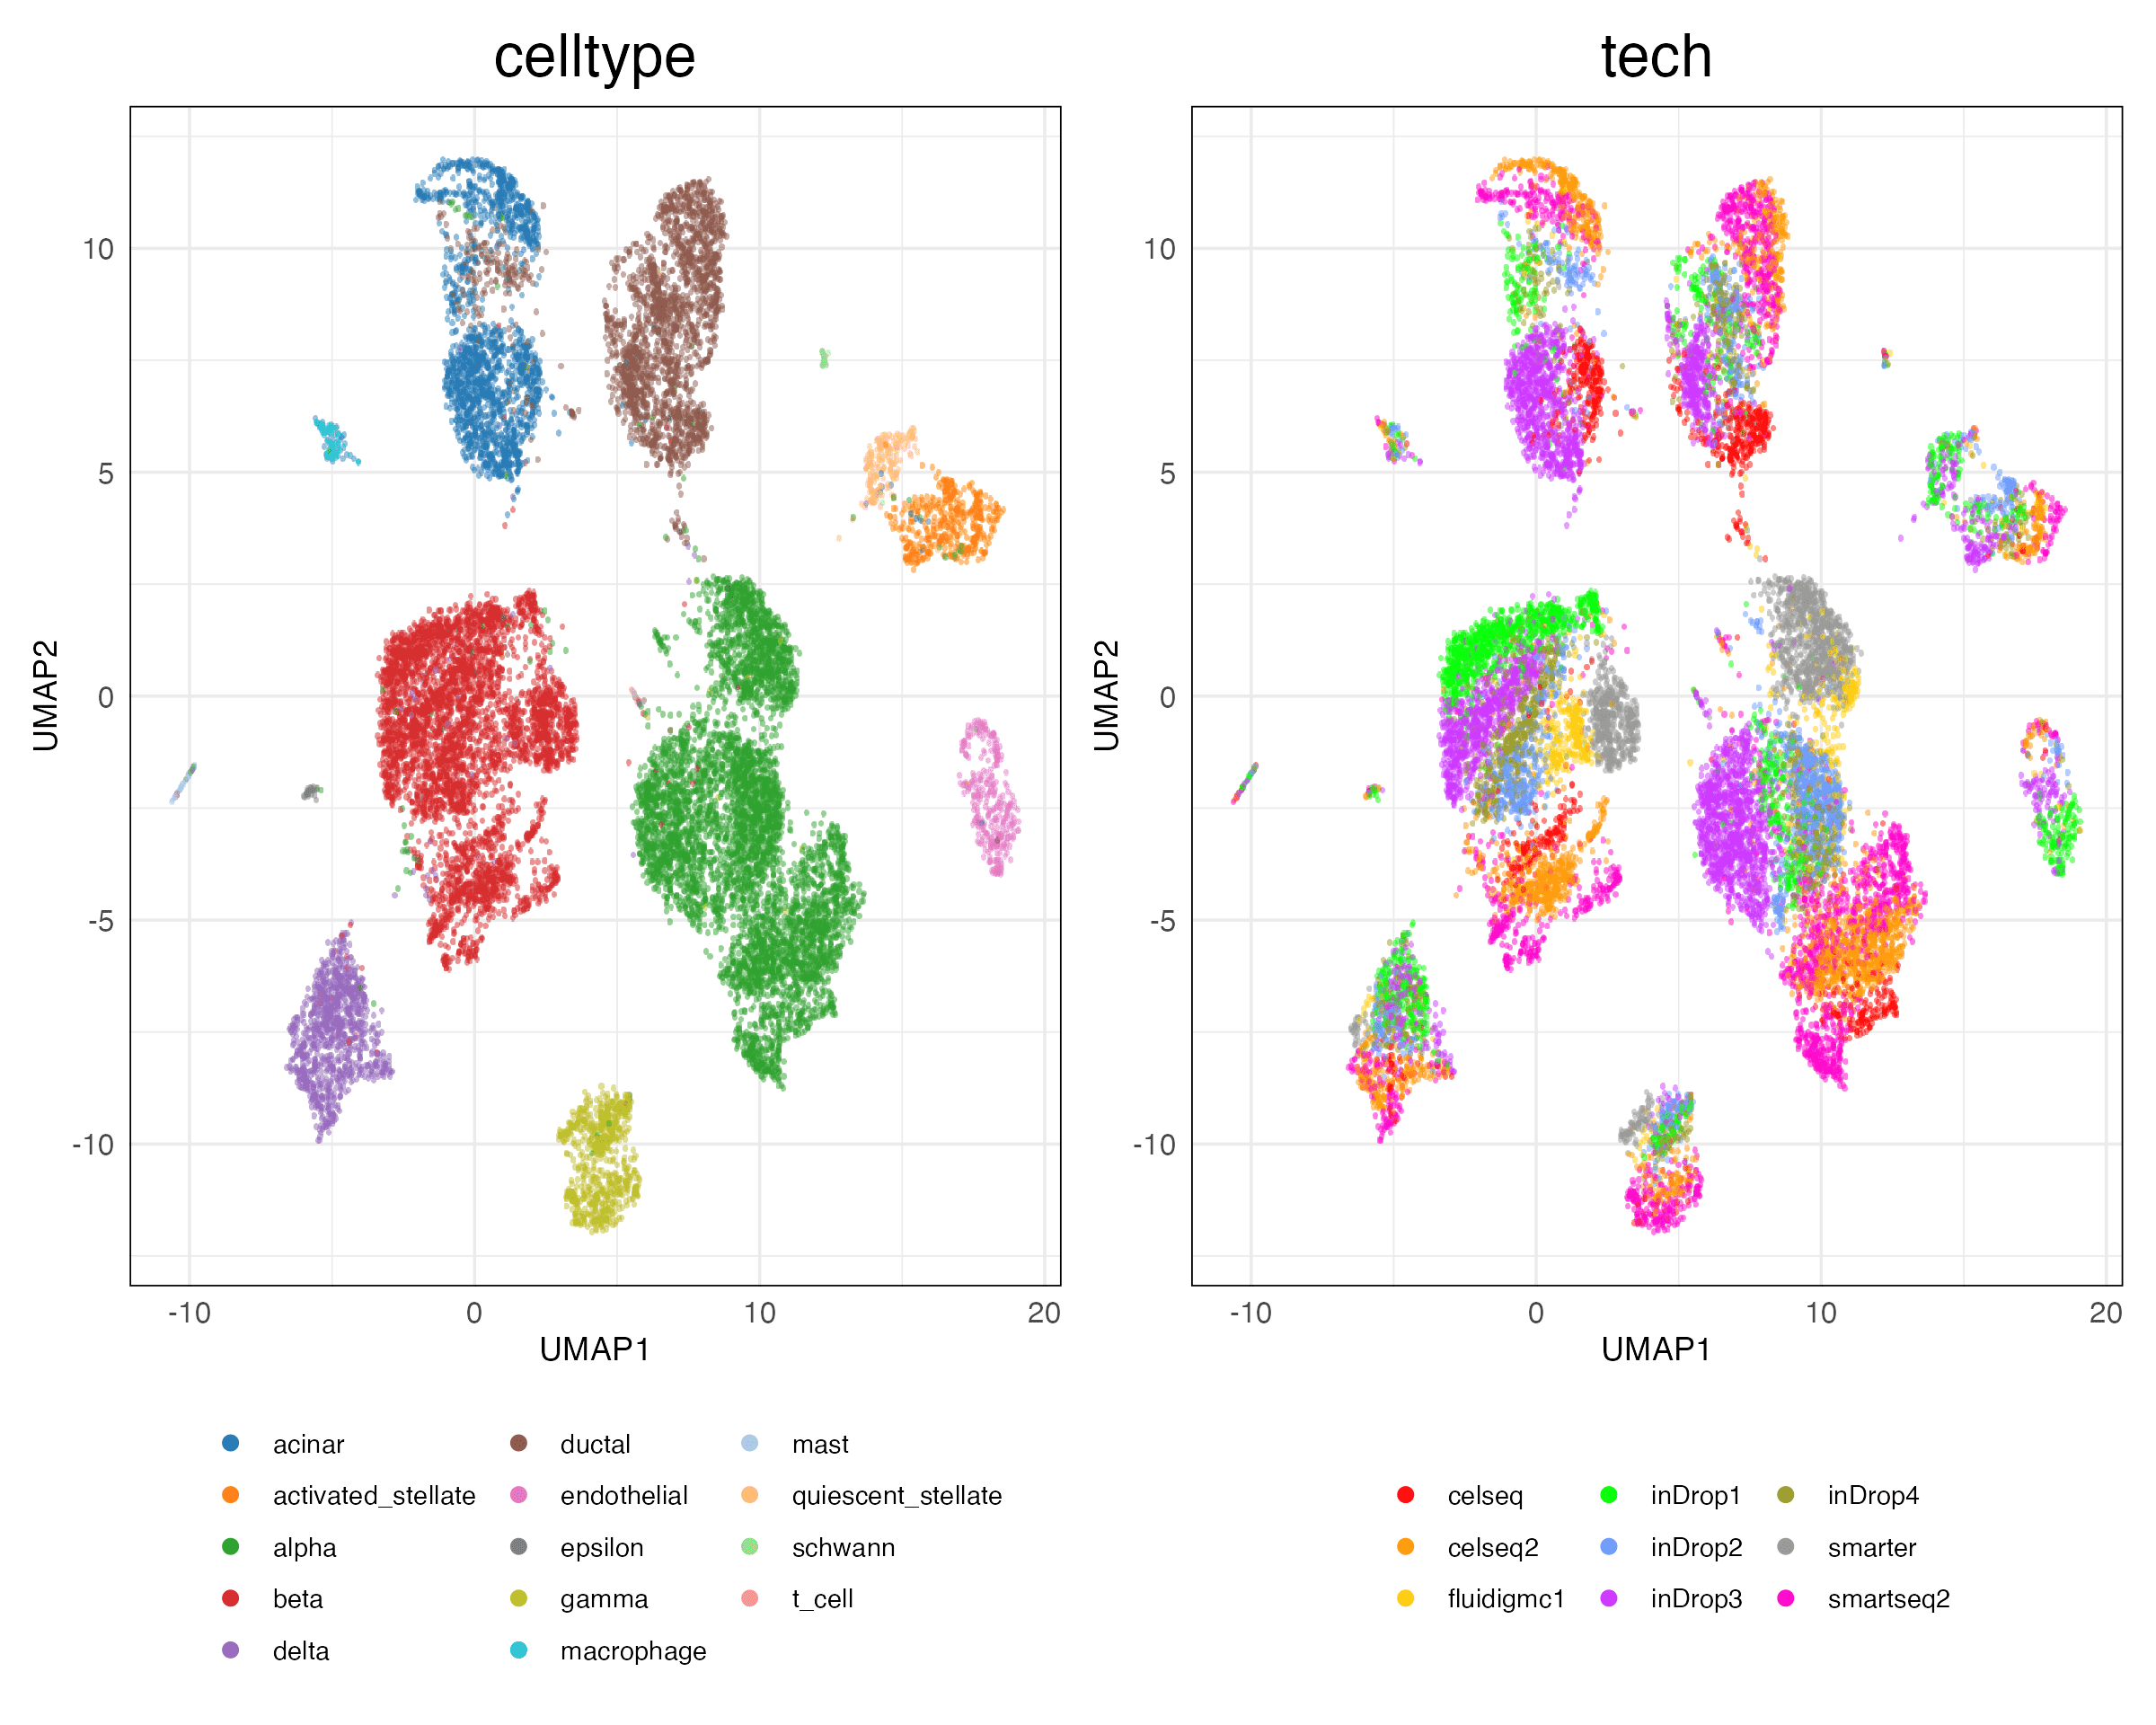 celltype
tech
UMAP2
10
5
0
-5
-10
-10
0
10
20
UMAP1
UMAP2
10
5
0
-5
-10
-10
0
10
20
UMAP1
acinar
activated_stellate
alpha
beta
delta
ductal
endothelial
epsilon
gamma
macrophage
mast
quiescent_stellate
schwann
t_cell
celseq
celseq2
fluidigmc1
inDrop1
inDrop2
inDrop3
inDrop4
smarter
smartseq2